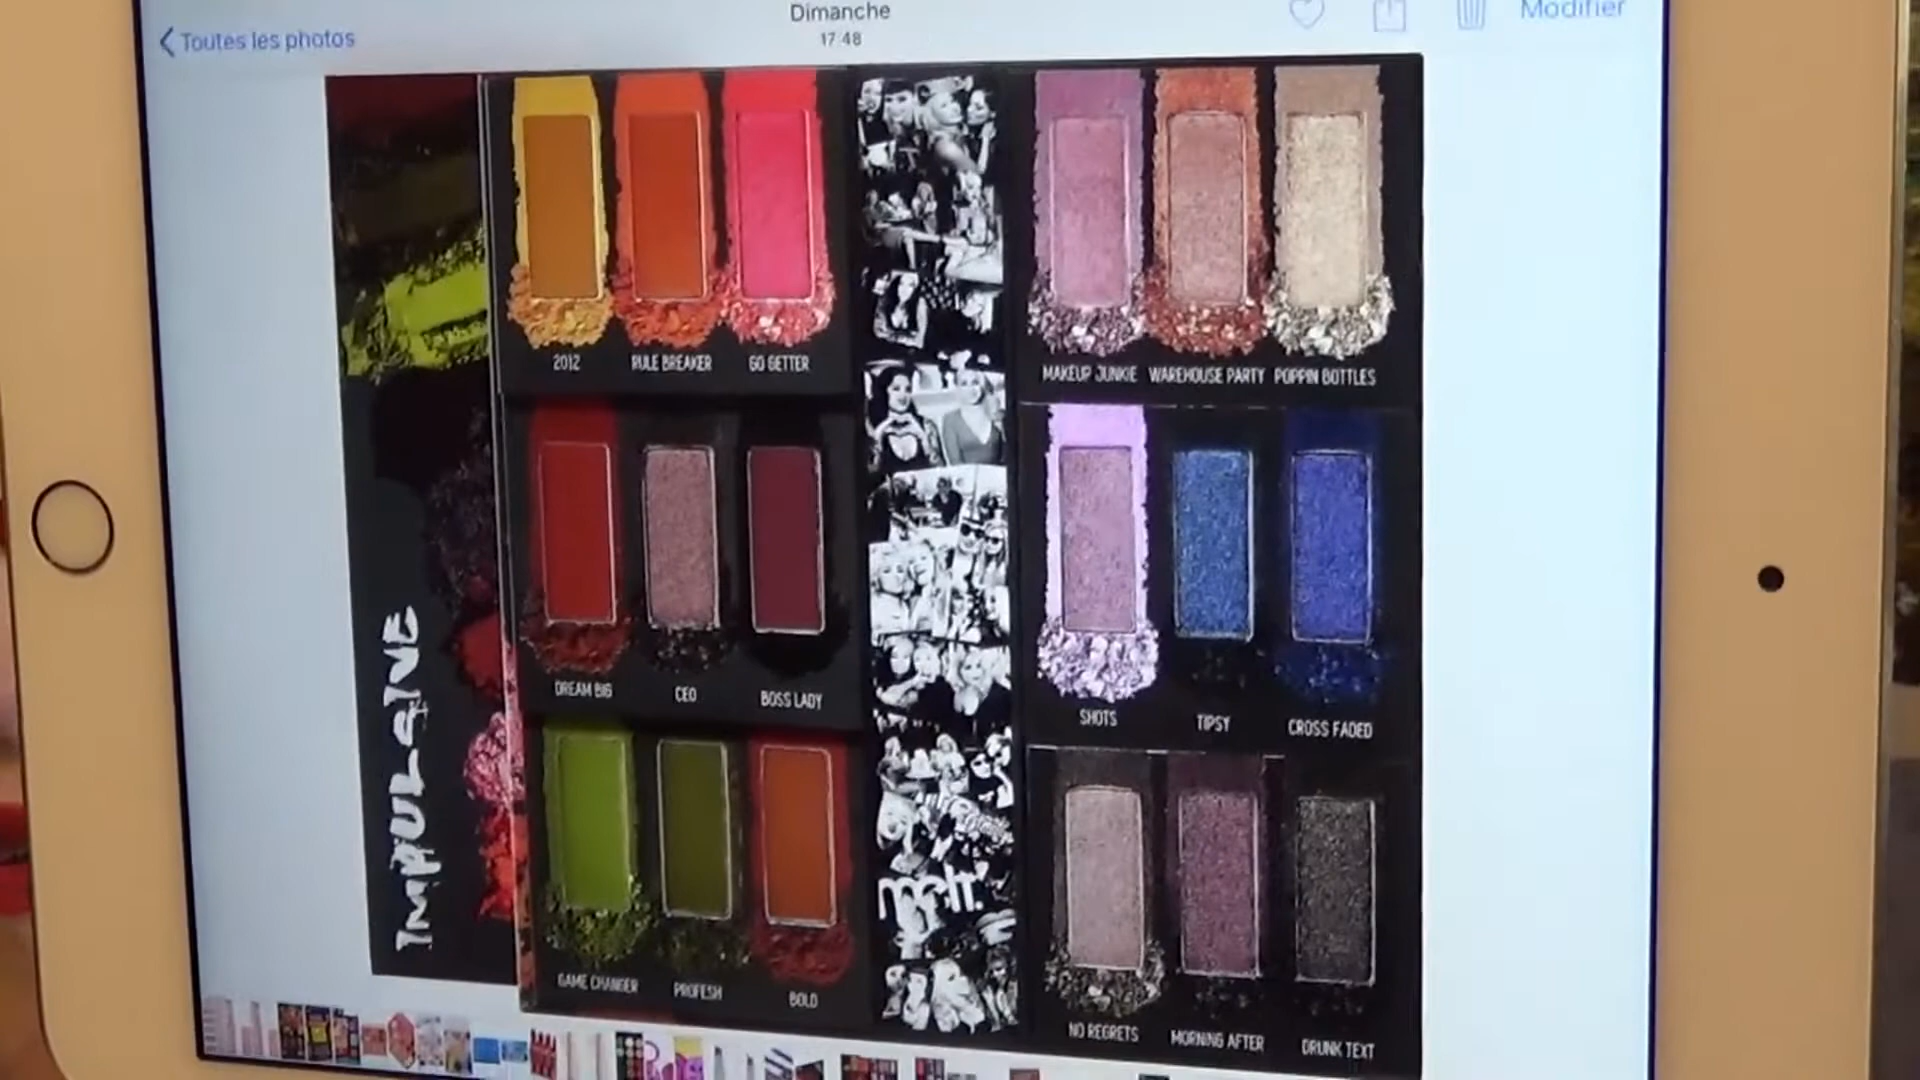 Dimanche
17:48
Toutes les photos
Modifier
2012
RULE BREAKER
GO GETTER
MAKEUP JUNKIE
WAREHOUSE PARTY
POPPIN BOTTLES
DREAM BIG
CEO
BOSS LADY
SHOTS
TIPSY
CROSS FADED
IMPULSIVE
melt
GAME CHANGER
PROFESH
BOLD
NO REGRETS
MORNING AFTER
DRUNK TEXT